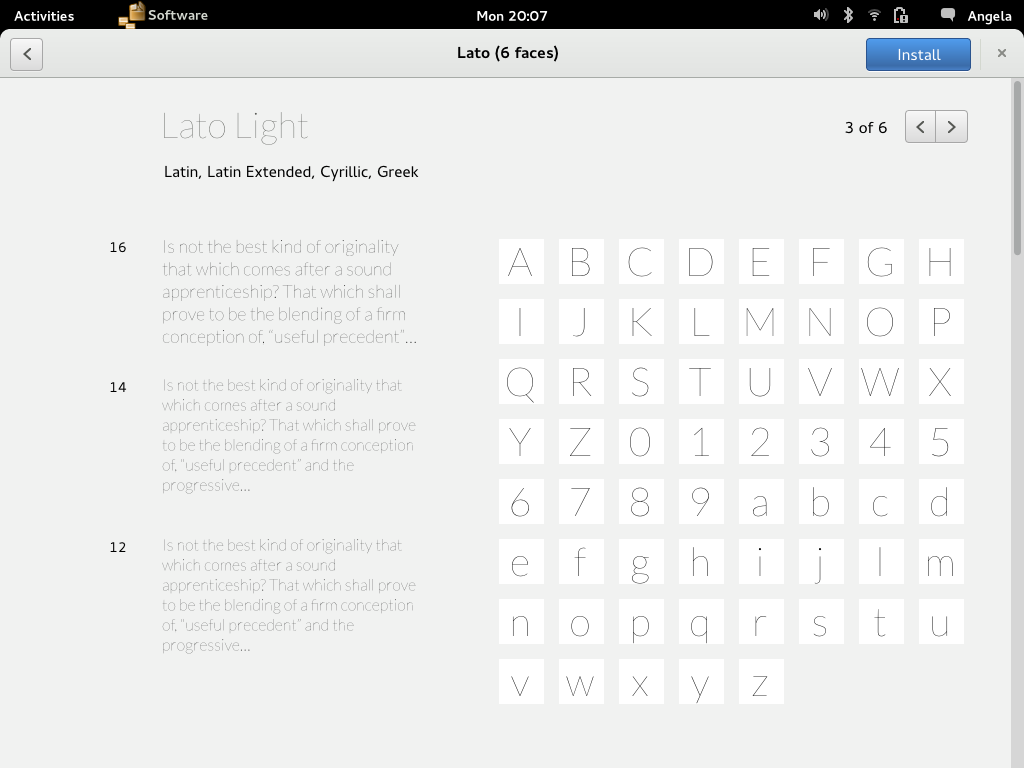 Activities Software Mon 20:07 Angela
Lato (6 faces) Install
Lato Light
3 of 6
Latin, Latin Extended, Cyrillic, Greek
16
Is not the best kind of originality
that which comes after a sound
apprenticeship? That which shall
prove to be the blending of a firm
conception of, “useful precedent”...
14
Is not the best kind of originality that
which comes after a sound
apprenticeship? That which shall prove
to be the blending of a firm conception
of, “useful precedent” and the
progressive...
12
Is not the best kind of originality that
which comes after a sound
apprenticeship? That which shall prove
to be the blending of a firm conception
of, “useful precedent” and the
progressive...
A B C D E F G H
I J K L M N O P
Q R S T U V W X
Y Z 0 1 2 3 4 5
6 7 8 9 a b c d
e f g h i j l m
n o p q r s t u
v w x y z